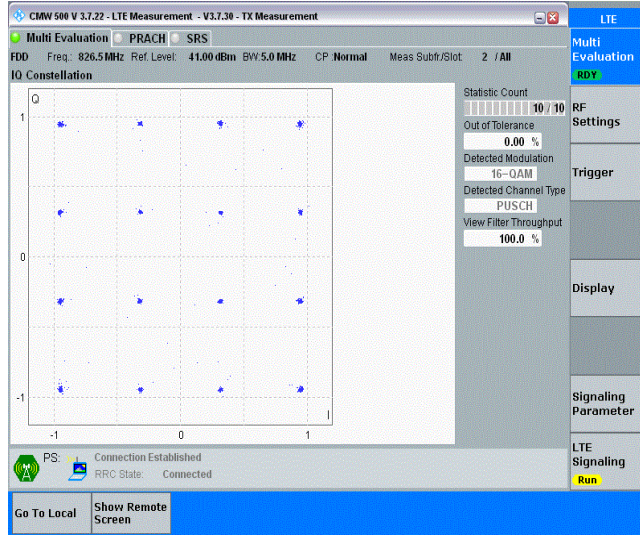 CMW 500 V 3.7.22 - LTE Measurement - V3.7.30 - TX Measurement
LTE
Multi Evaluation PRACH SRS
FDD Freq.: 826.5 MHz Ref. Level: 41.00 dBm BW: 5.0 MHz CP :Normal Meas Subfr./Slot: 2 / All
IQ Constellation
Q
1
0
-1
I
-1 0 1
Statistic Count
10 / 10
Out of Tolerance
0.00 %
Detected Modulation
16-QAM
Detected Channel Type
PUSCH
View Filter Throughput
100.0 %
Multi
Evaluation
RDY
RF
Settings
Trigger
Display
Signaling
Parameter
LTE
Signaling
Run
PS: Connection Established
RRC State: Connected
Go To Local
Show Remote
Screen